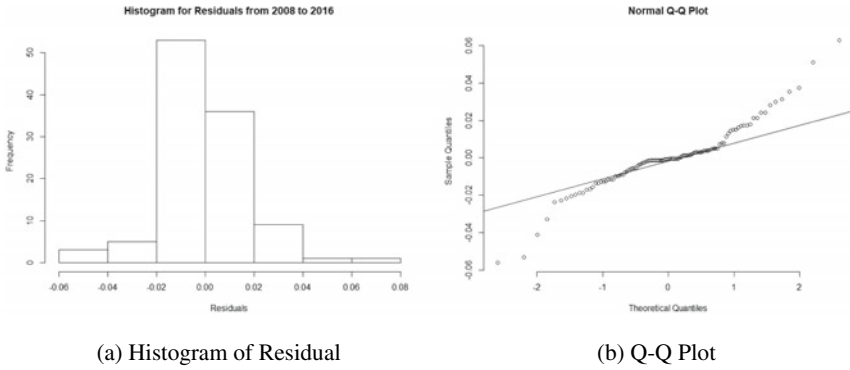 Histogram for Residuals from 2008 to 2016
Frequency
50
40
30
20
10
0
-0.06 -0.04 -0.02 0.00 0.02 0.04 0.06 0.08
Residuals
(a) Histogram of Residual
Normal Q-Q Plot
Sample Quantiles
0.06
0.04
0.02
0.00
-0.02
-0.04
-0.06
-2 -1 0 1 2
Theoretical Quantiles
(b) Q-Q Plot